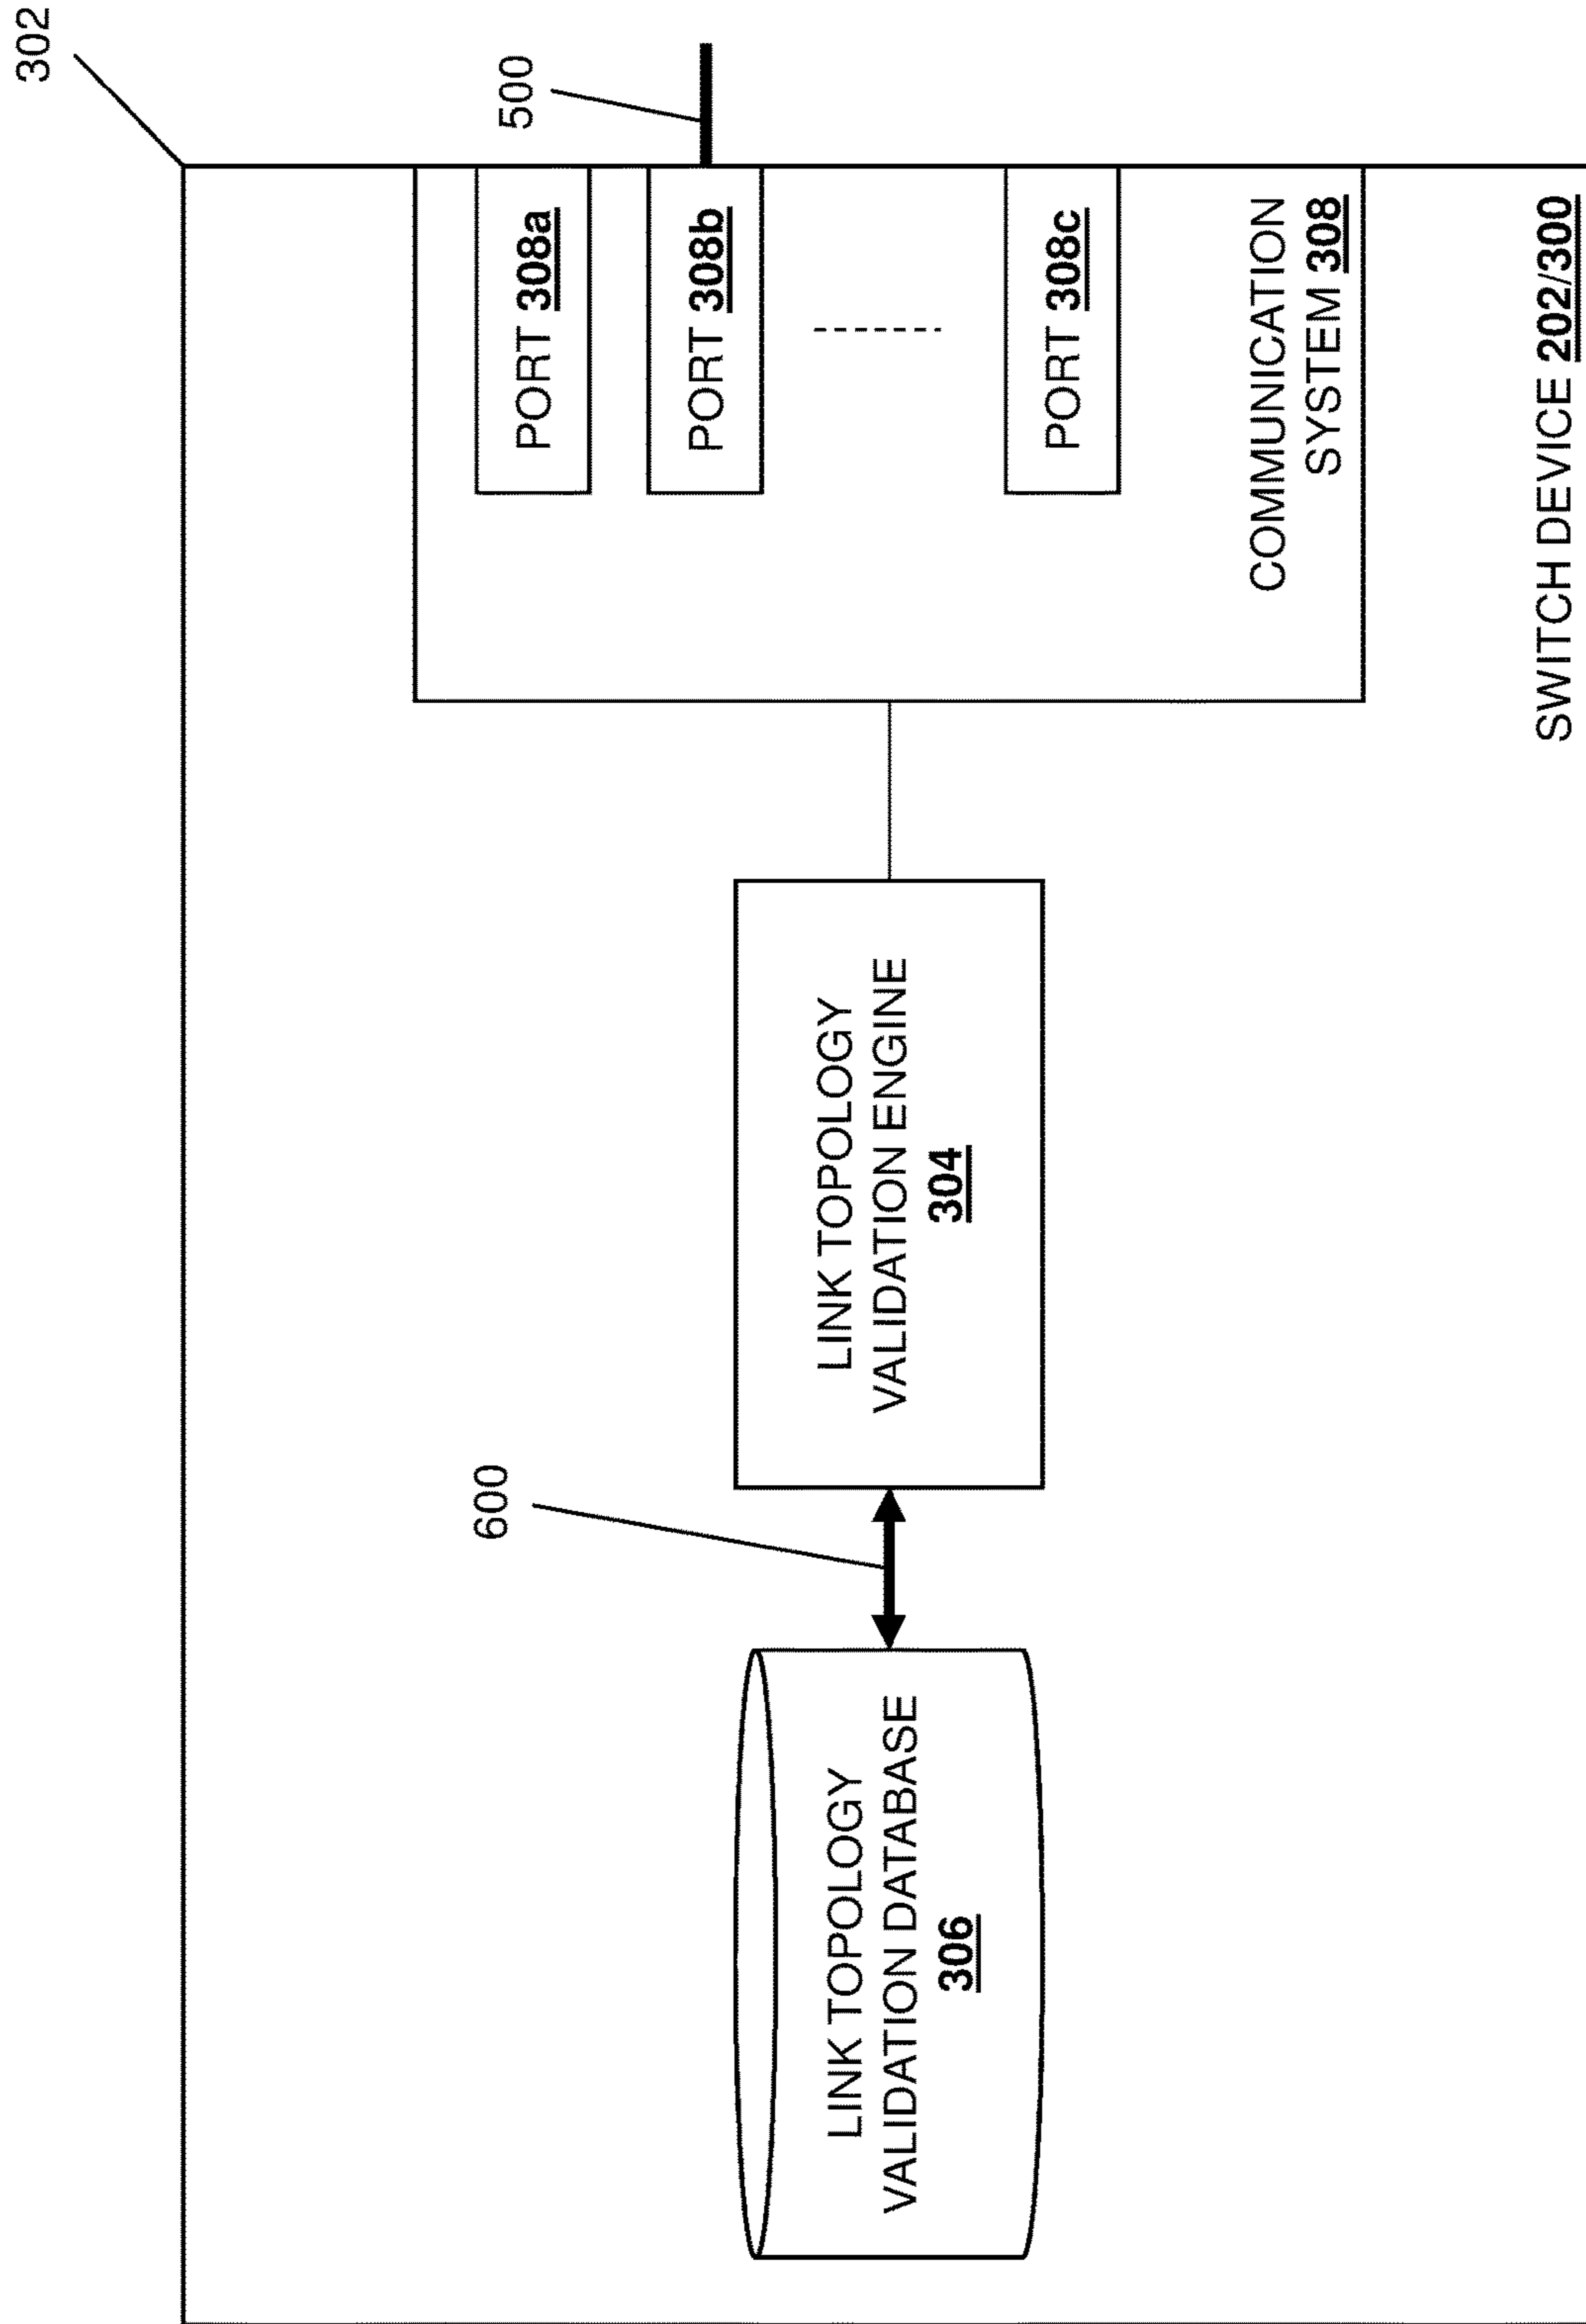 302
500
PORT 308a
PORT 308b
PORT 308c
COMMUNICATION
SYSTEM 308
600
LINK TOPOLOGY
VALIDATION ENGINE
304
LINK TOPOLOGY
VALIDATION DATABASE
306
SWITCH DEVICE 202/300